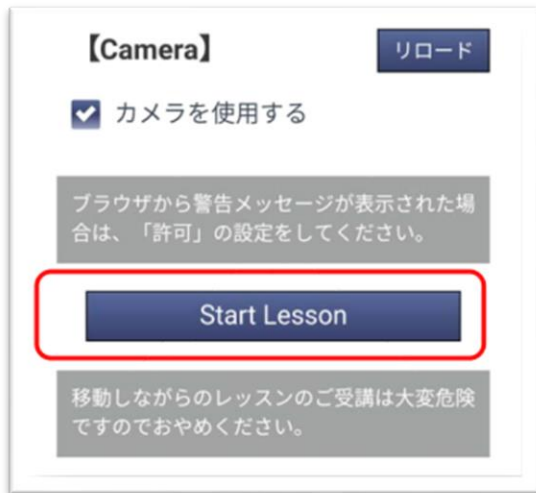 【Camera】
リロード
カメラを使用する
ブラウザから警告メッセージが表示された場
合は、「許可」の設定をしてください。
Start Lesson
移動しながらのレッスンのご受講は大変危険
ですのでおやめください。